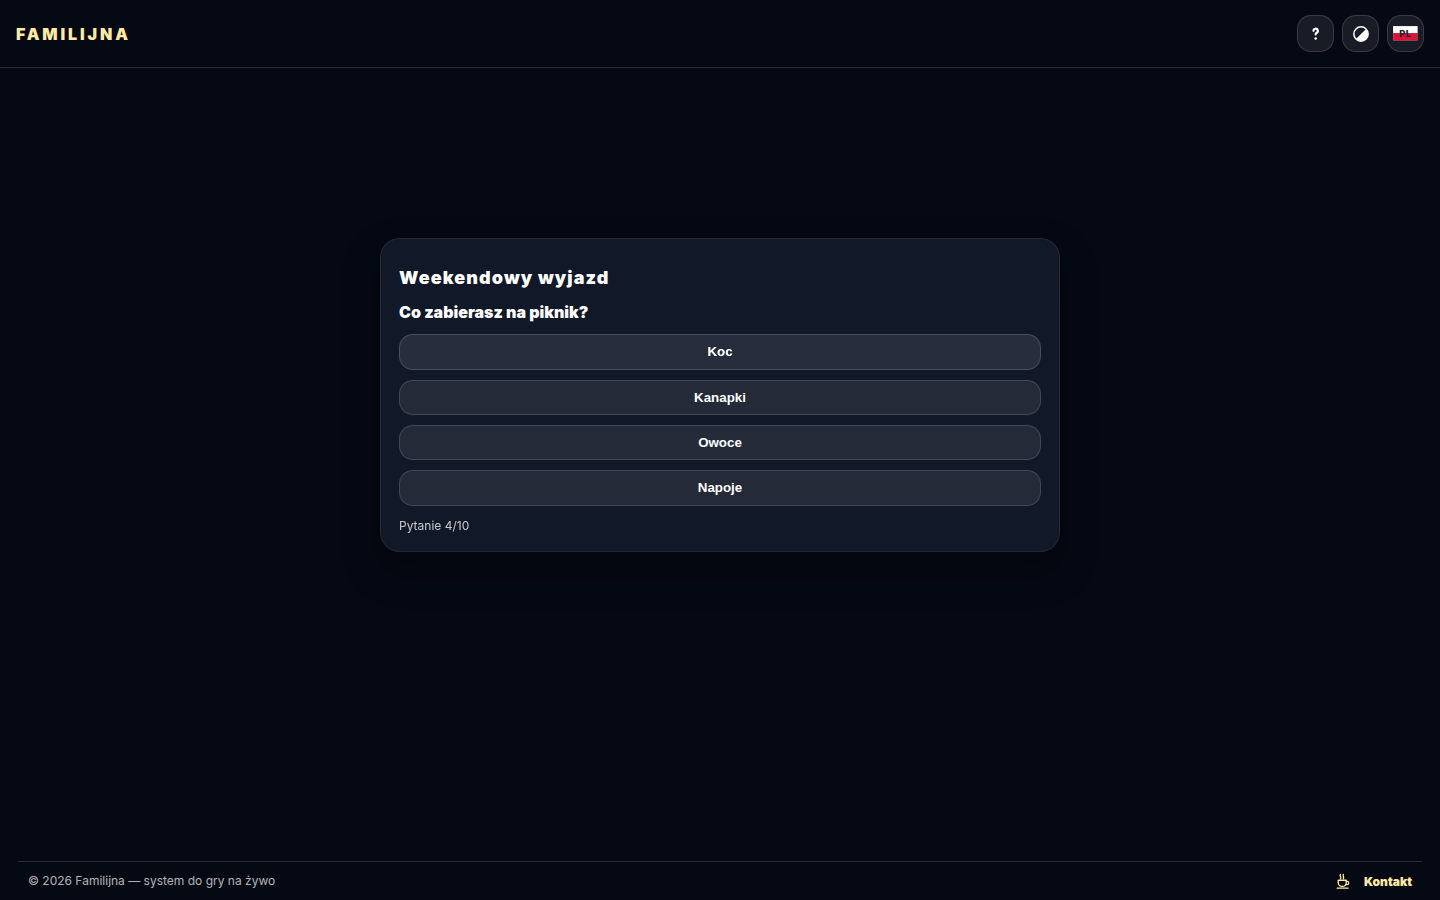 FAMILIJNA
?
PL
Weekendowy wyjazd
Co zabierasz na piknik?
Koc
Kanapki
Owoce
Napoje
Pytanie 4/10
© 2026 Familijna — system do gry na żywo
Kontakt